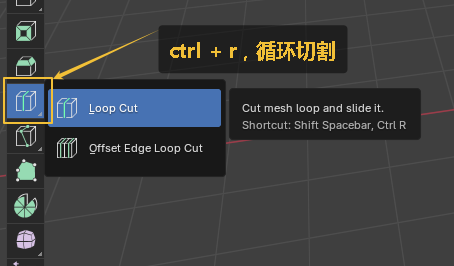 ctrl + r，循环切割
Loop Cut
Cut mesh loop and slide it.
Shortcut: Shift Spacebar, Ctrl R
Offset Edge Loop Cut